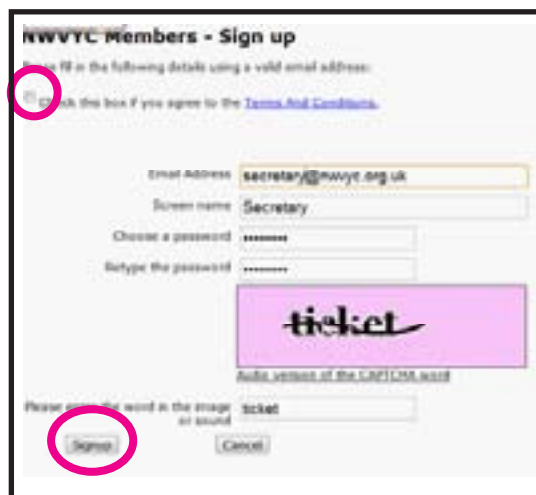 NWVYC Members - Sign up
Please fill in the following details using a valid email address:
Check this box if you agree to the Terms And Conditions.
Email Address secretary@nwvyc.org.uk
Screen name Secretary
Choose a password ••••••••
Retype the password ••••••••
ticket
Audio version of the CAPTCHA word
Please enter the word in the image
or sound
ticket
Signup Cancel